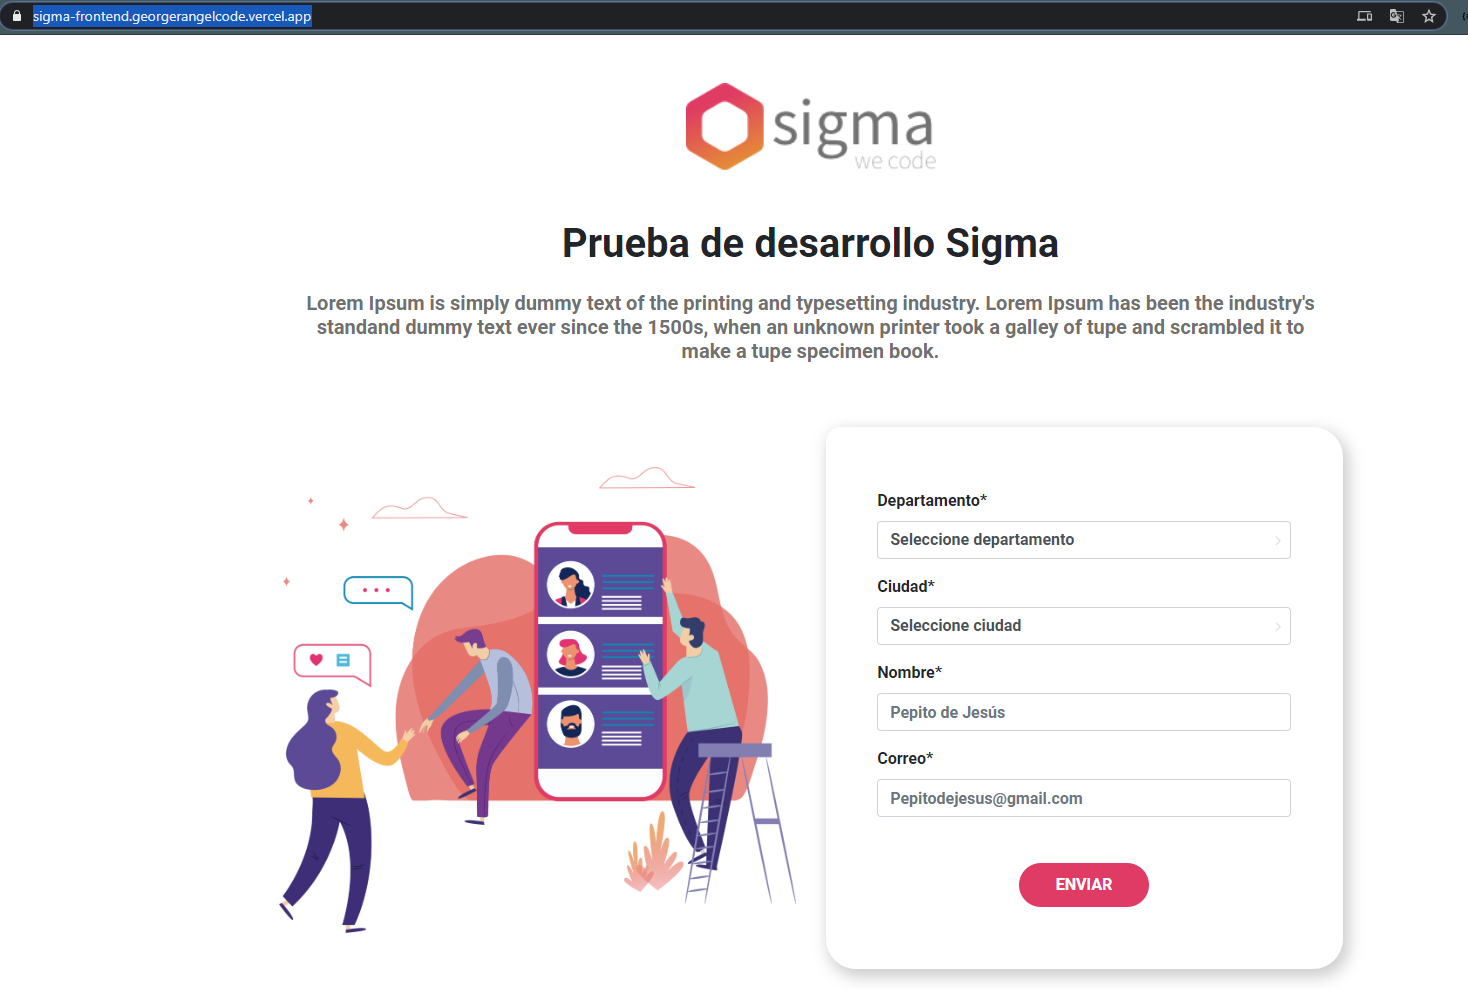 sigma-frontend.georgerangelcode.vercel.app
sigma
we code
Prueba de desarrollo Sigma
Lorem Ipsum is simply dummy text of the printing and typesetting industry. Lorem Ipsum has been the industry's
standand dummy text ever since the 1500s, when an unknown printer took a galley of tupe and scrambled it to
make a tupe specimen book.
Departamento*
Seleccione departamento
Ciudad*
Seleccione ciudad
Nombre*
Pepito de Jesús
Correo*
Pepitodejesus@gmail.com
ENVIAR